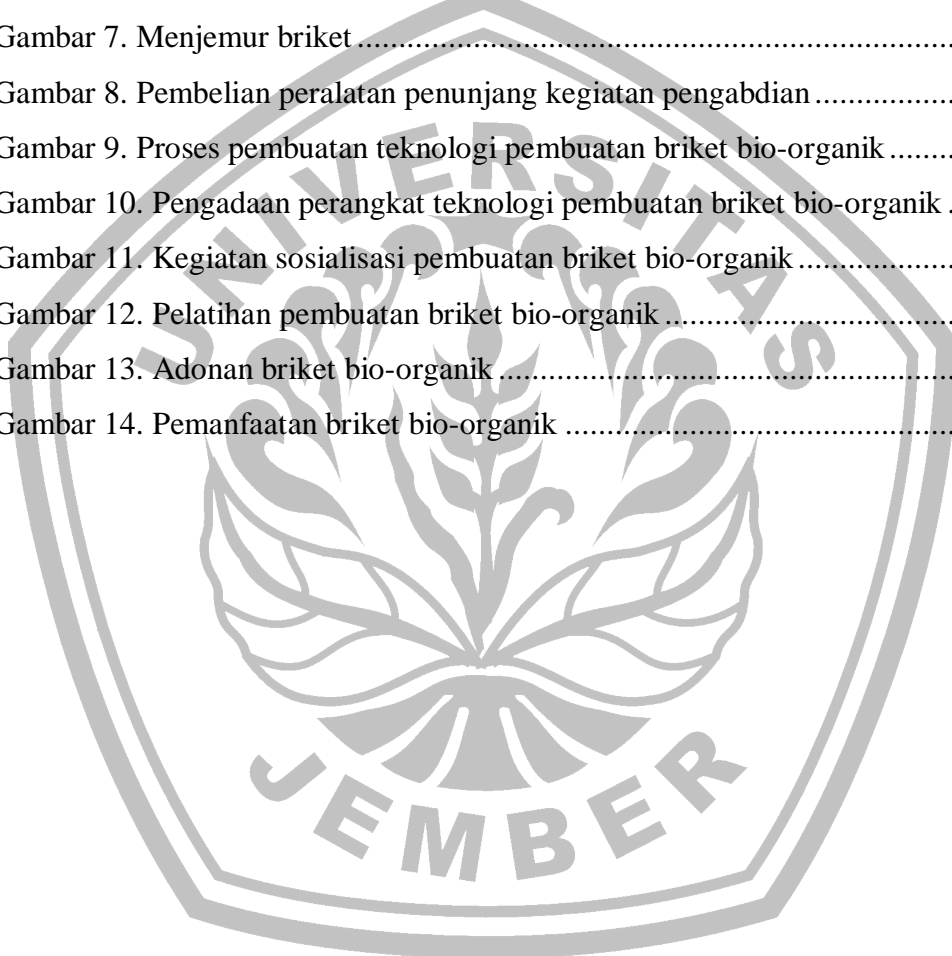 Gambar 7. Menjemur briket ........................................................................
Gambar 8. Pembelian peralatan penunjang kegiatan pengabdian .................
Gambar 9. Proses pembuatan teknologi pembuatan briket bio-organik ........
Gambar 10. Pengadaan perangkat teknologi pembuatan briket bio-organik .
Gambar 11. Kegiatan sosialisasi pembuatan briket bio-organik ...................
Gambar 12. Pelatihan pembuatan briket bio-organik ...................................
Gambar 13. Adonan briket bio-organik ........................................................
Gambar 14. Pemanfaatan briket bio-organik ................................................
UNIVERSITAS
JEMBER